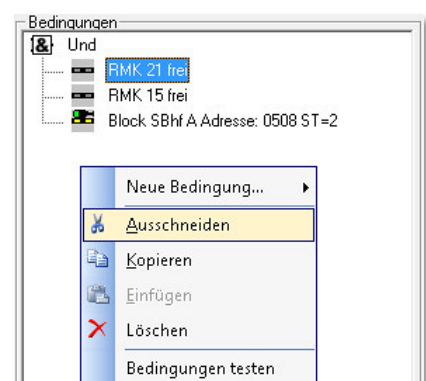 Bedingungen
& Und
RMK 21 frei
RMK 15 frei
Block SBhf A Adresse: 0508 ST=2
Neue Bedingung...
Ausschneiden
Kopieren
Einfügen
Löschen
Bedingungen testen